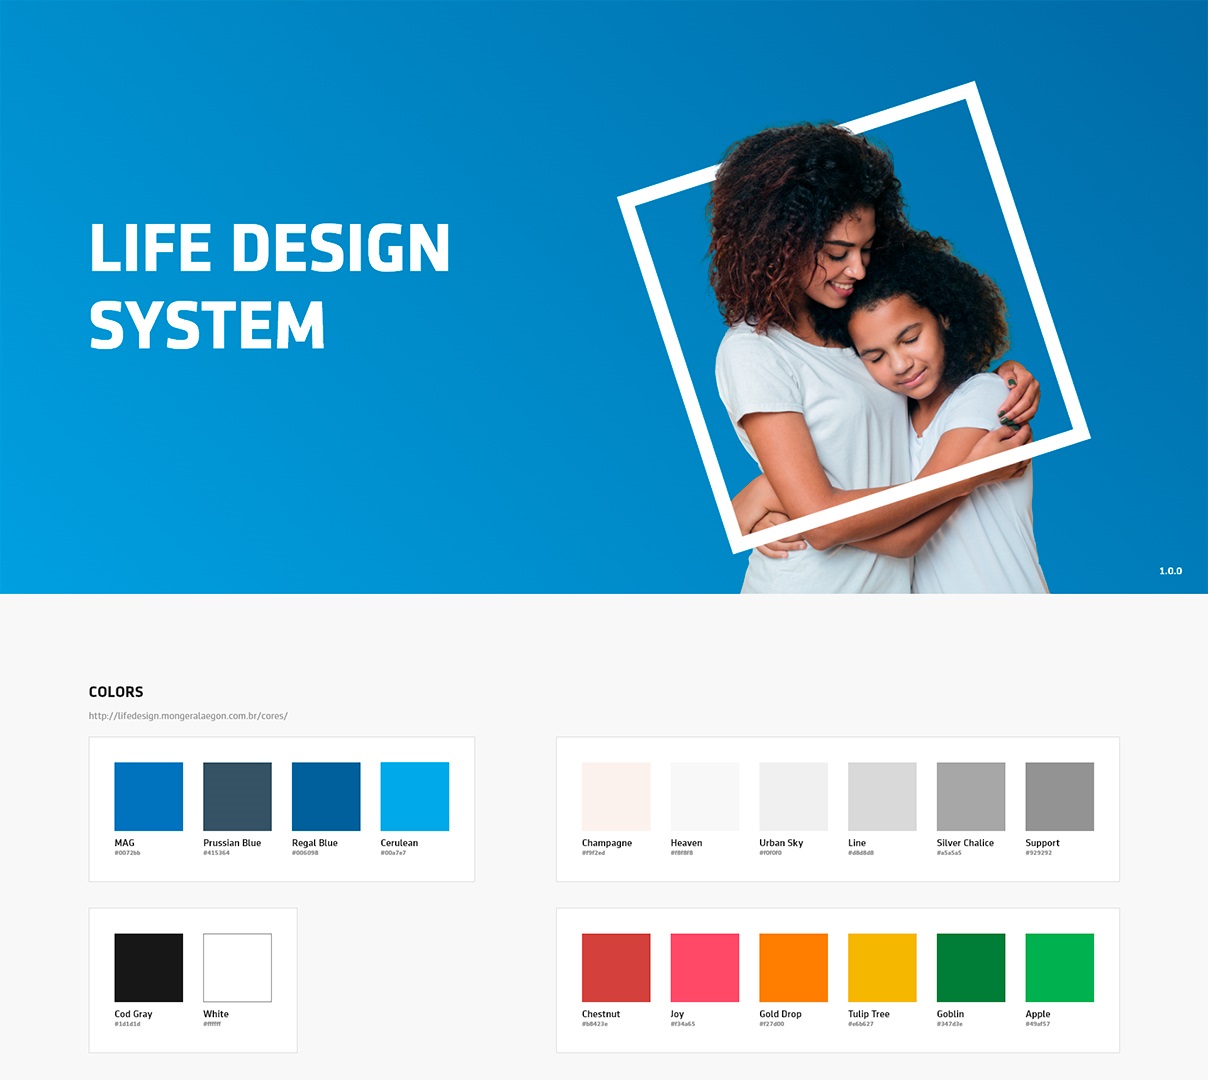 LIFE DESIGN
SYSTEM
1.0.0
COLORS
http://lifedesign.mongeralaegon.com.br/cores/
MAG
#0072bb
Prussian Blue
#415364
Regal Blue
#006098
Cerulean
#00a7e7
Champagne
#f9f2ed
Heaven
#f8f8f8
Urban Sky
#f0f0f0
Line
#d8d8d8
Silver Chalice
#a5a5a5
Support
#929292
Cod Gray
#1d1d1d
White
#ffffff
Chestnut
#b8423e
Joy
#f34a65
Gold Drop
#f27d00
Tulip Tree
#e6b627
Goblin
#347d3e
Apple
#49af57